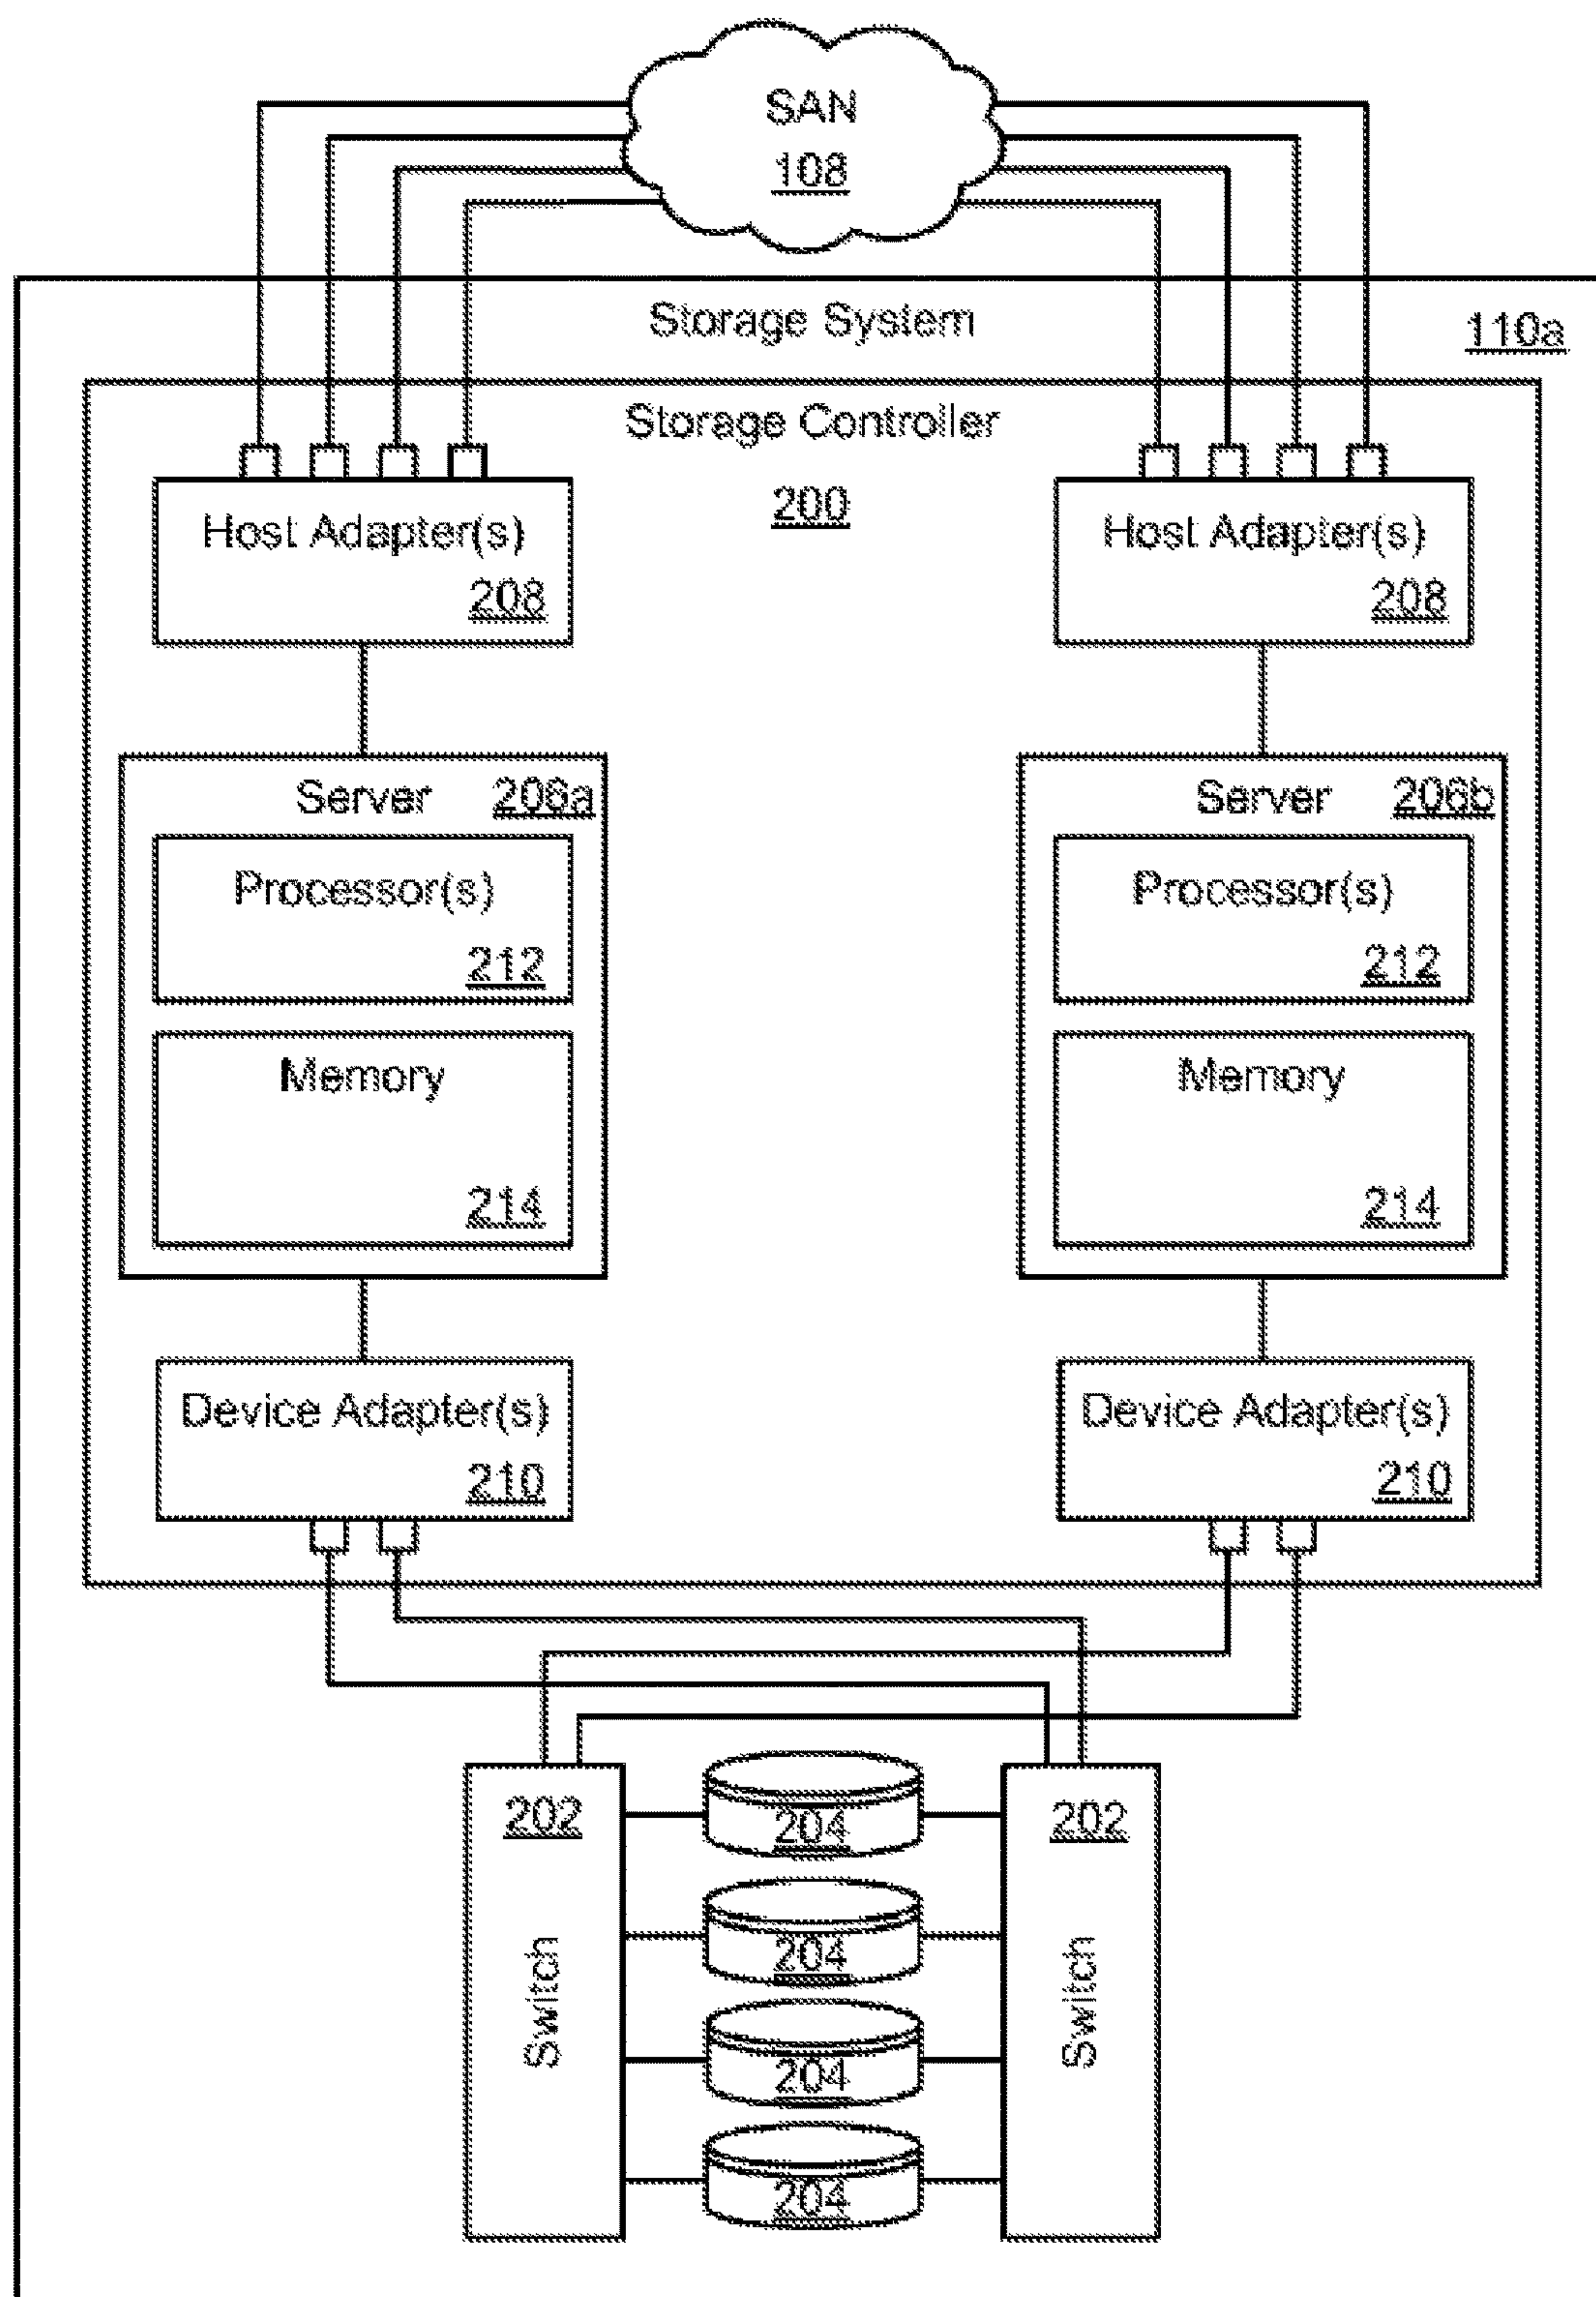 SAN
108
Storage System
110a
Storage Controller
200
Host Adapter(s)
208
Host Adapter(s)
208
Server 206a
Processor(s)
212
Memory
214
Server 206b
Processor(s)
212
Memory
214
Device Adapter(s)
210
Device Adapter(s)
210
202
Switch
204
204
204
204
202
Switch